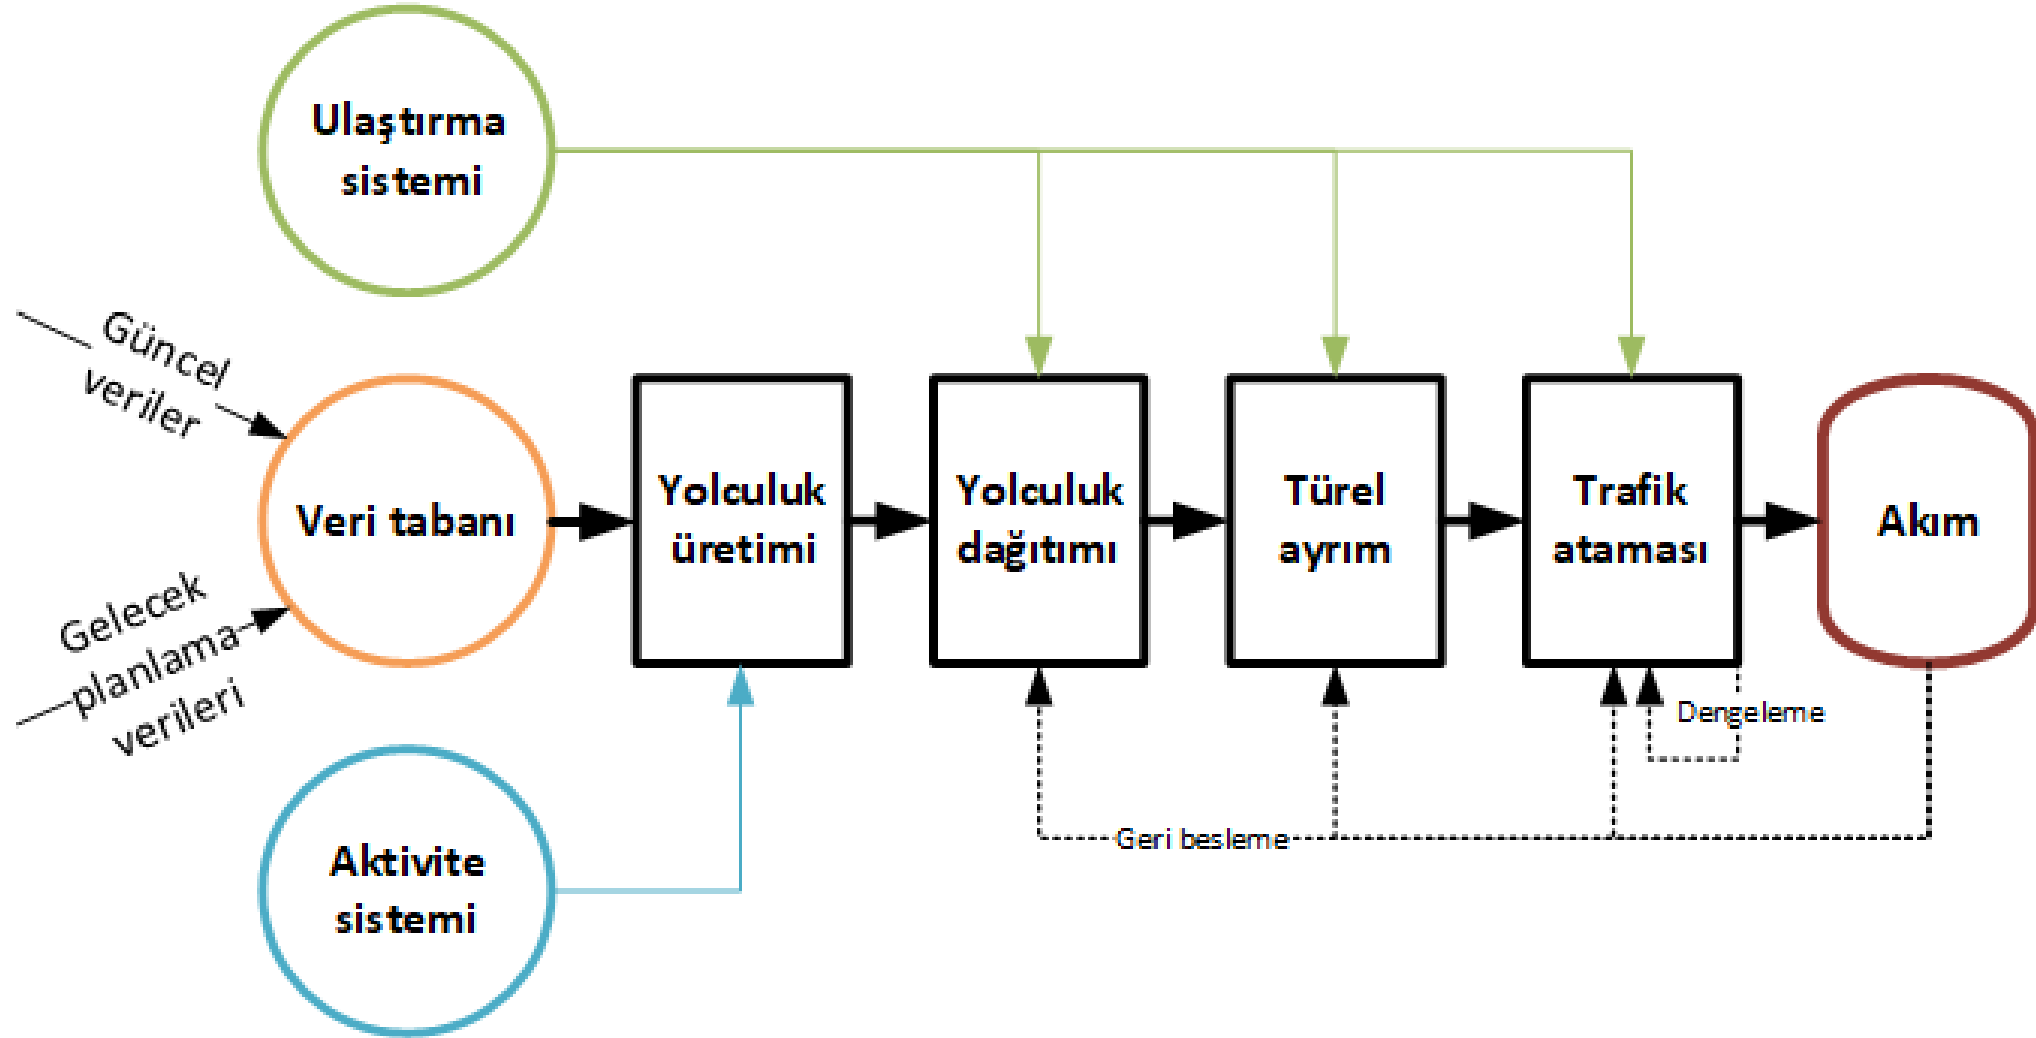 Ulaştırma
sistemi
Güncel
veriler
Veri tabanı
Gelecek
planlama
verileri
Yolculuk
üretimi
Yolculuk
dağıtımı
Türel
ayrım
Trafik
ataması
Akım
Dengeleme
Geri besleme
Aktivite
sistemi